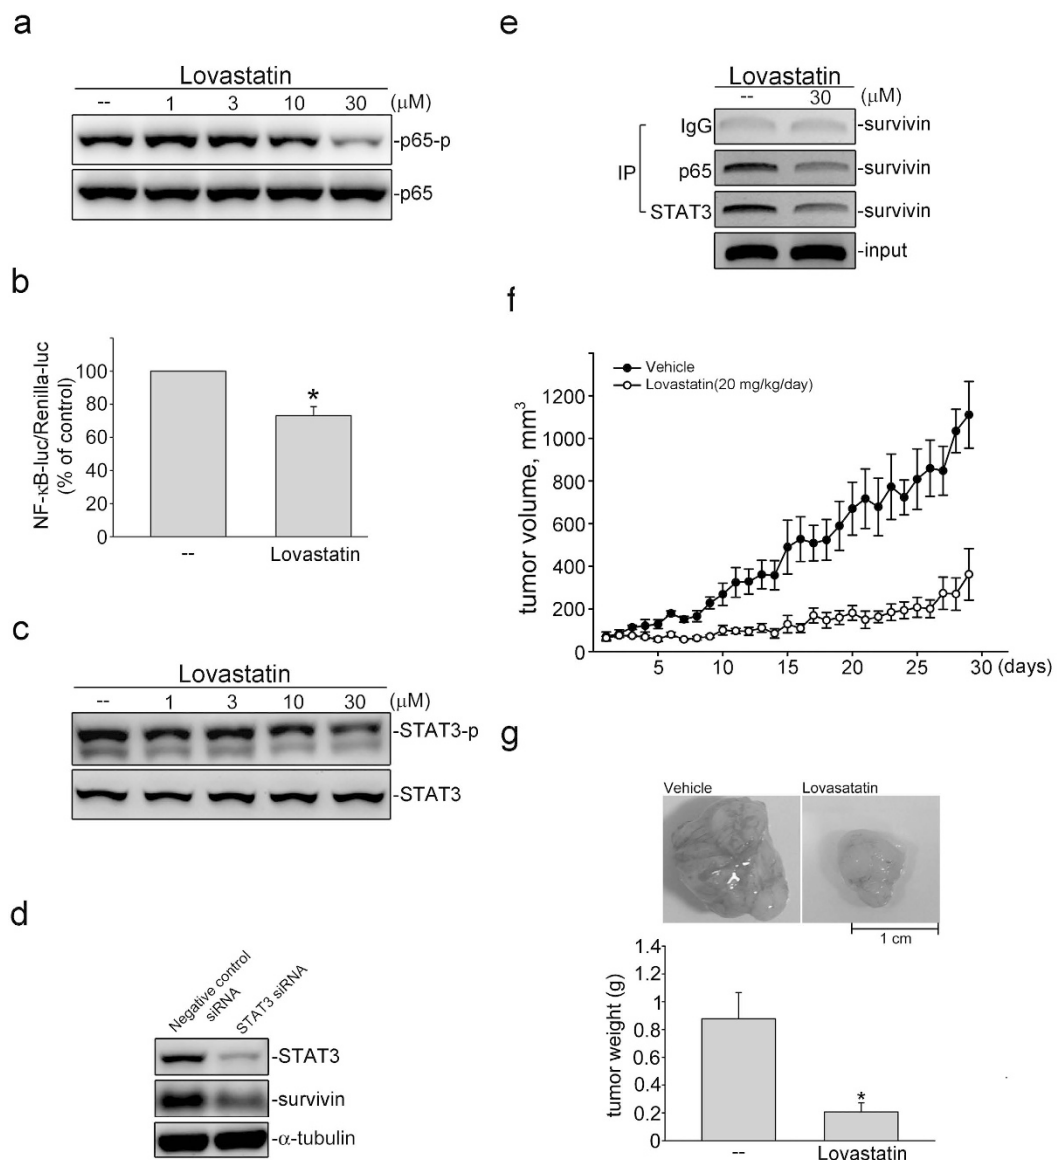 a
Lovastatin
-- 1 3 10 30 (μM)
-p65-p
-p65
b
NF-κB-luc/Renilla-luc
(% of control)
100
80
60
40
20
0
*
-- Lovastatin
c
Lovastatin
-- 1 3 10 30 (μM)
-STAT3-p
-STAT3
d
Negative control
siRNA
STAT3 siRNA
-STAT3
-survivin
-α-tubulin
e
Lovastatin
-- 30 (μM)
IP
IgG -survivin
p65 -survivin
STAT3 -survivin
-input
f
Vehicle
Lovastatin(20 mg/kg/day)
tumor volume, mm³
1200
1000
800
600
400
200
0
5 10 15 20 25 30 (days)
g
Vehicle Lovasatatin
1 cm
tumor weight (g)
1.4
1.2
1
0.8
0.6
0.4
0.2
0
*
-- Lovastatin